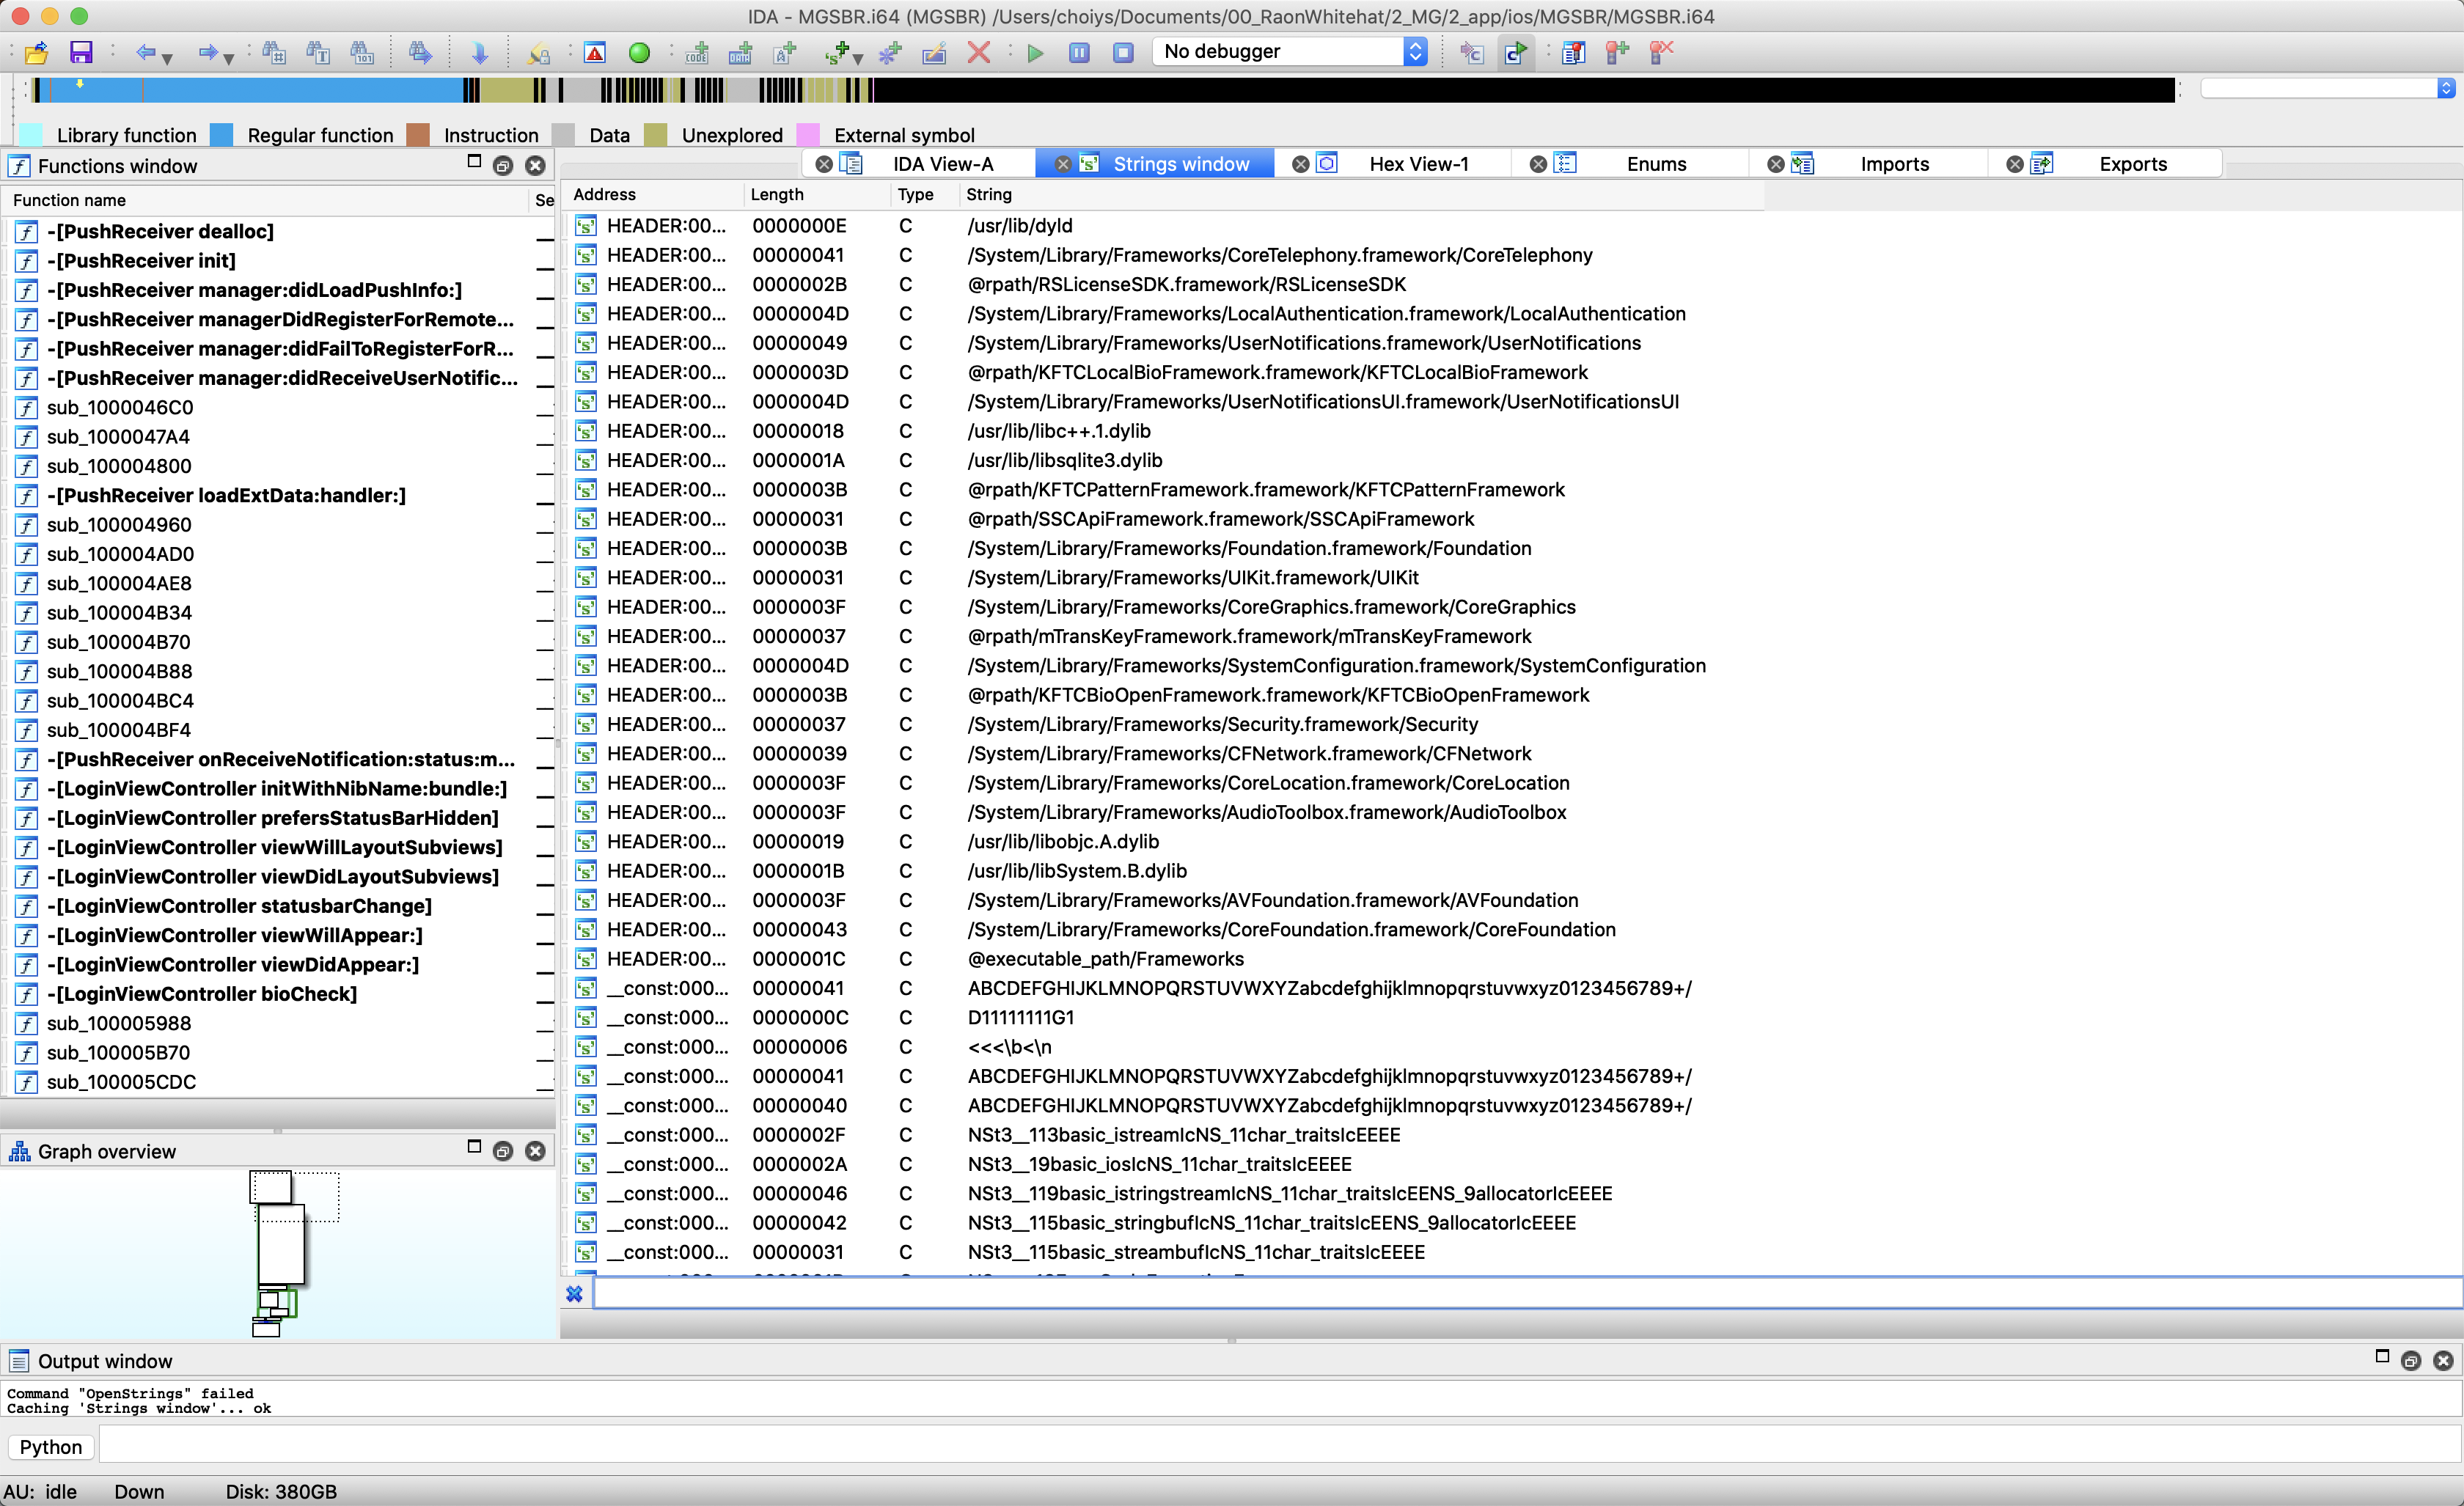 IDA - MGSBR.i64 (MGSBR) /Users/choiys/Documents/00_RaonWhitehat/2_MG/2_app/ios/MGSBR/MGSBR.i64
No debugger
Library function Regular function Instruction Data Unexplored External symbol
Functions window
Function name Se
-[PushReceiver dealloc]
-[PushReceiver init]
-[PushReceiver manager:didLoadPushInfo:]
-[PushReceiver managerDidRegisterForRemote...
-[PushReceiver manager:didFailToRegisterForR...
-[PushReceiver manager:didReceiveUserNotific...
sub_1000046C0
sub_1000047A4
sub_100004800
-[PushReceiver loadExtData:handler:]
sub_100004960
sub_100004AD0
sub_100004AE8
sub_100004B34
sub_100004B70
sub_100004B88
sub_100004BC4
sub_100004BF4
-[PushReceiver onReceiveNotification:status:m...
-[LoginViewController initWithNibName:bundle:]
-[LoginViewController prefersStatusBarHidden]
-[LoginViewController viewWillLayoutSubviews]
-[LoginViewController viewDidLayoutSubviews]
-[LoginViewController statusbarChange]
-[LoginViewController viewWillAppear:]
-[LoginViewController viewDidAppear:]
-[LoginViewController bioCheck]
sub_100005988
sub_100005B70
sub_100005CDC
Graph overview
IDA View-A Strings window Hex View-1 Enums Imports Exports
Address Length Type String
HEADER:00... 0000000E C /usr/lib/dyld
HEADER:00... 00000041 C /System/Library/Frameworks/CoreTelephony.framework/CoreTelephony
HEADER:00... 0000002B C @rpath/RSLicenseSDK.framework/RSLicenseSDK
HEADER:00... 0000004D C /System/Library/Frameworks/LocalAuthentication.framework/LocalAuthentication
HEADER:00... 00000049 C /System/Library/Frameworks/UserNotifications.framework/UserNotifications
HEADER:00... 0000003D C @rpath/KFTCLocalBioFramework.framework/KFTCLocalBioFramework
HEADER:00... 0000004D C /System/Library/Frameworks/UserNotificationsUI.framework/UserNotificationsUI
HEADER:00... 00000018 C /usr/lib/libc++.1.dylib
HEADER:00... 0000001A C /usr/lib/libsqlite3.dylib
HEADER:00... 0000003B C @rpath/KFTCPatternFramework.framework/KFTCPatternFramework
HEADER:00... 00000031 C @rpath/SSCApiFramework.framework/SSCApiFramework
HEADER:00... 0000003B C /System/Library/Frameworks/Foundation.framework/Foundation
HEADER:00... 00000031 C /System/Library/Frameworks/UIKit.framework/UIKit
HEADER:00... 0000003F C /System/Library/Frameworks/CoreGraphics.framework/CoreGraphics
HEADER:00... 00000037 C @rpath/mTransKeyFramework.framework/mTransKeyFramework
HEADER:00... 0000004D C /System/Library/Frameworks/SystemConfiguration.framework/SystemConfiguration
HEADER:00... 0000003B C @rpath/KFTCBioOpenFramework.framework/KFTCBioOpenFramework
HEADER:00... 00000037 C /System/Library/Frameworks/Security.framework/Security
HEADER:00... 00000039 C /System/Library/Frameworks/CFNetwork.framework/CFNetwork
HEADER:00... 0000003F C /System/Library/Frameworks/CoreLocation.framework/CoreLocation
HEADER:00... 0000003F C /System/Library/Frameworks/AudioToolbox.framework/AudioToolbox
HEADER:00... 00000019 C /usr/lib/libobjc.A.dylib
HEADER:00... 0000001B C /usr/lib/libSystem.B.dylib
HEADER:00... 0000003F C /System/Library/Frameworks/AVFoundation.framework/AVFoundation
HEADER:00... 00000043 C /System/Library/Frameworks/CoreFoundation.framework/CoreFoundation
HEADER:00... 0000001C C @executable_path/Frameworks
__const:000... 00000041 C ABCDEFGHIJKLMNOPQRSTUVWXYZabcdefghijklmnopqrstuvwxyz0123456789+/
__const:000... 0000000C C D11111111G1
__const:000... 00000006 C <<<\b<\n
__const:000... 00000041 C ABCDEFGHIJKLMNOPQRSTUVWXYZabcdefghijklmnopqrstuvwxyz0123456789+/
__const:000... 00000040 C ABCDEFGHIJKLMNOPQRSTUVWXYZabcdefghijklmnopqrstuvwxyz0123456789+/
__const:000... 0000002F C NSt3__113basic_istreamIcNS_11char_traitsIcEEEE
__const:000... 0000002A C NSt3__19basic_iosIcNS_11char_traitsIcEEEE
__const:000... 00000046 C NSt3__119basic_istringstreamIcNS_11char_traitsIcEENS_9allocatorIcEEEE
__const:000... 00000042 C NSt3__115basic_stringbufIcNS_11char_traitsIcEENS_9allocatorIcEEEE
__const:000... 00000031 C NSt3__115basic_streambufIcNS_11char_traitsIcEEEE
Output window
Command "OpenStrings" failed
Caching 'Strings window'... ok
Python
AU: idle Down Disk: 380GB